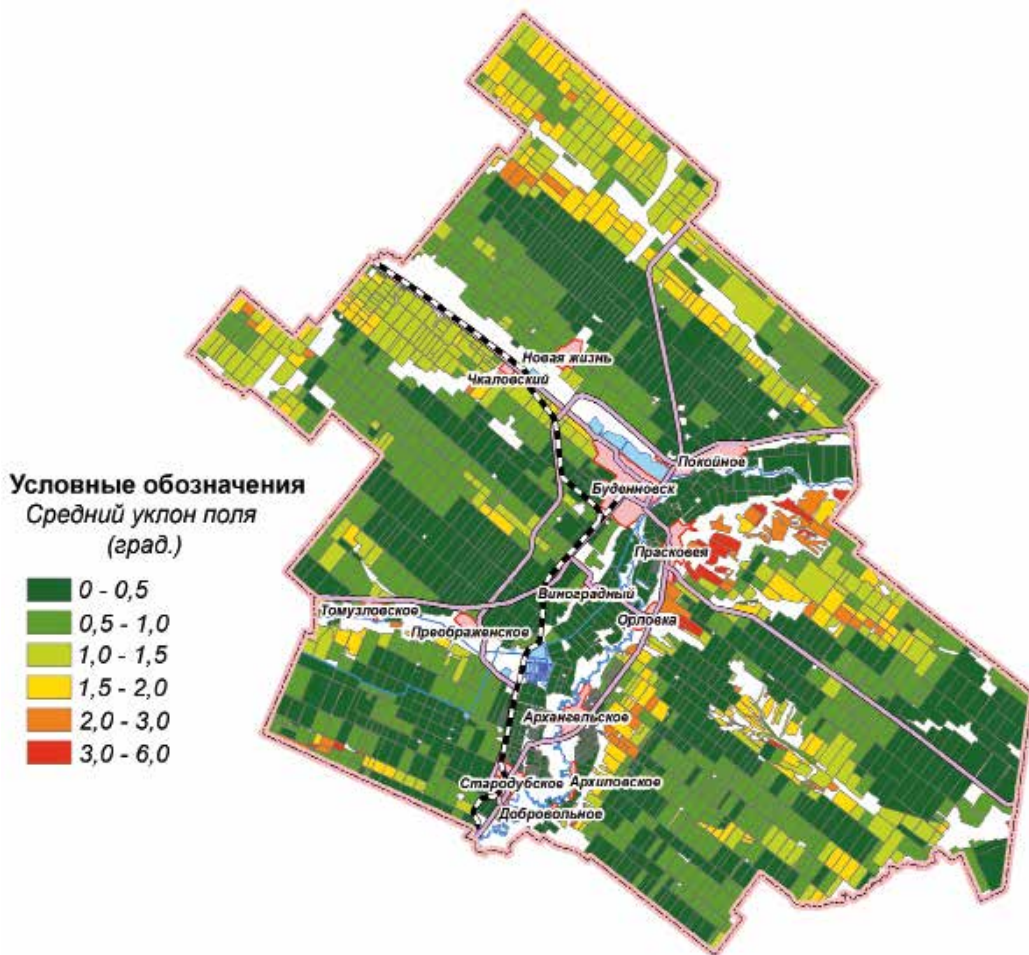 Новая жизнь
Чкаловский
Покойное
Буденновск
Прасковея
Виноградный
Томузловское
Орловка
Преображенское
Архангельское
Стародубское
Архиповское
Добровольное
Условные обозначения
Средний уклон поля
(град.)
0 - 0,5
0,5 - 1,0
1,0 - 1,5
1,5 - 2,0
2,0 - 3,0
3,0 - 6,0